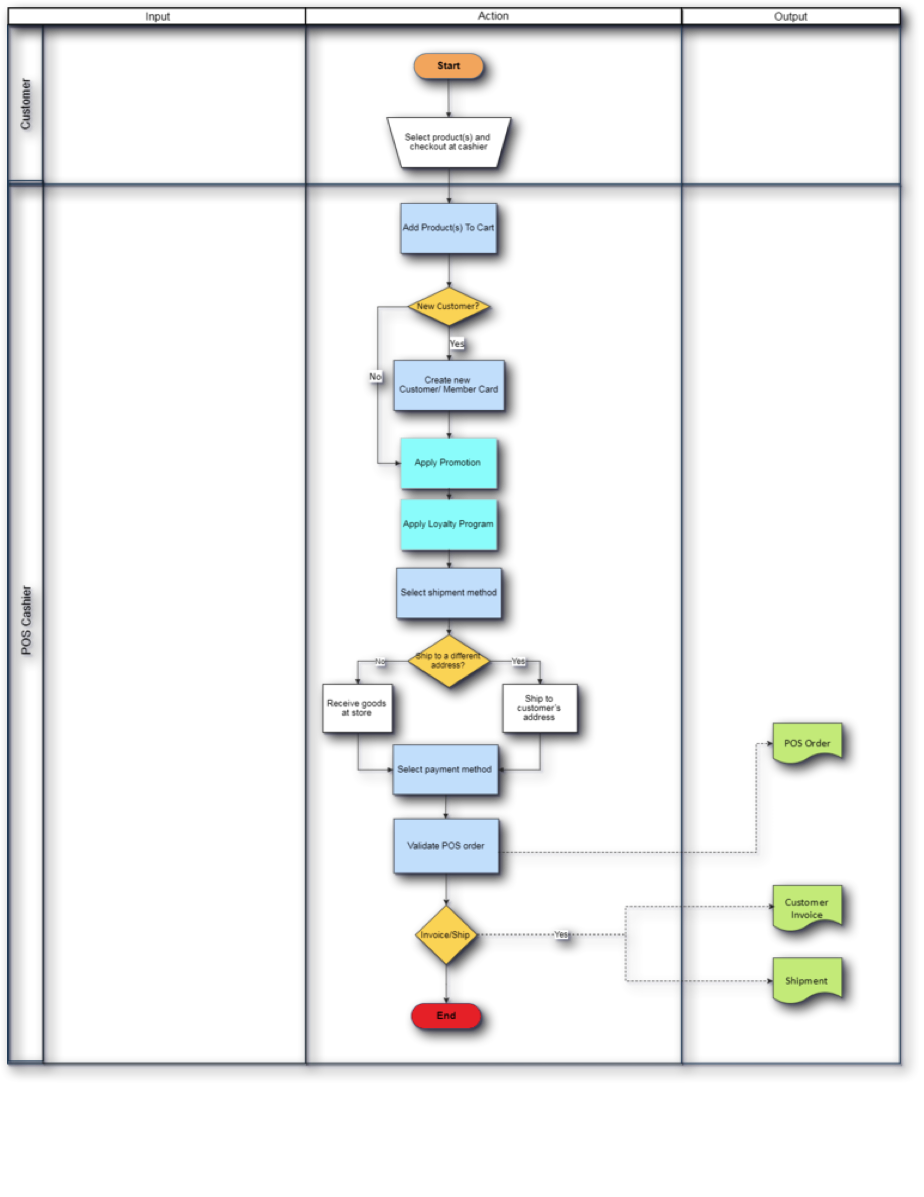 Input
Action
Output
Customer
Start
Select product(s) and
checkout at cashier
POS Cashier
Add Product(s) To Cart
New Customer?
Yes
No
Create new
Customer/ Member Card
Apply Promotion
Apply Loyalty Program
Select shipment method
Ship to a different
address?
No
Yes
Receive goods
at store
Ship to
customer's
address
Select payment method
POS Order
Validate POS order
Invoice/Ship
Yes
Customer
Invoice
Shipment
End